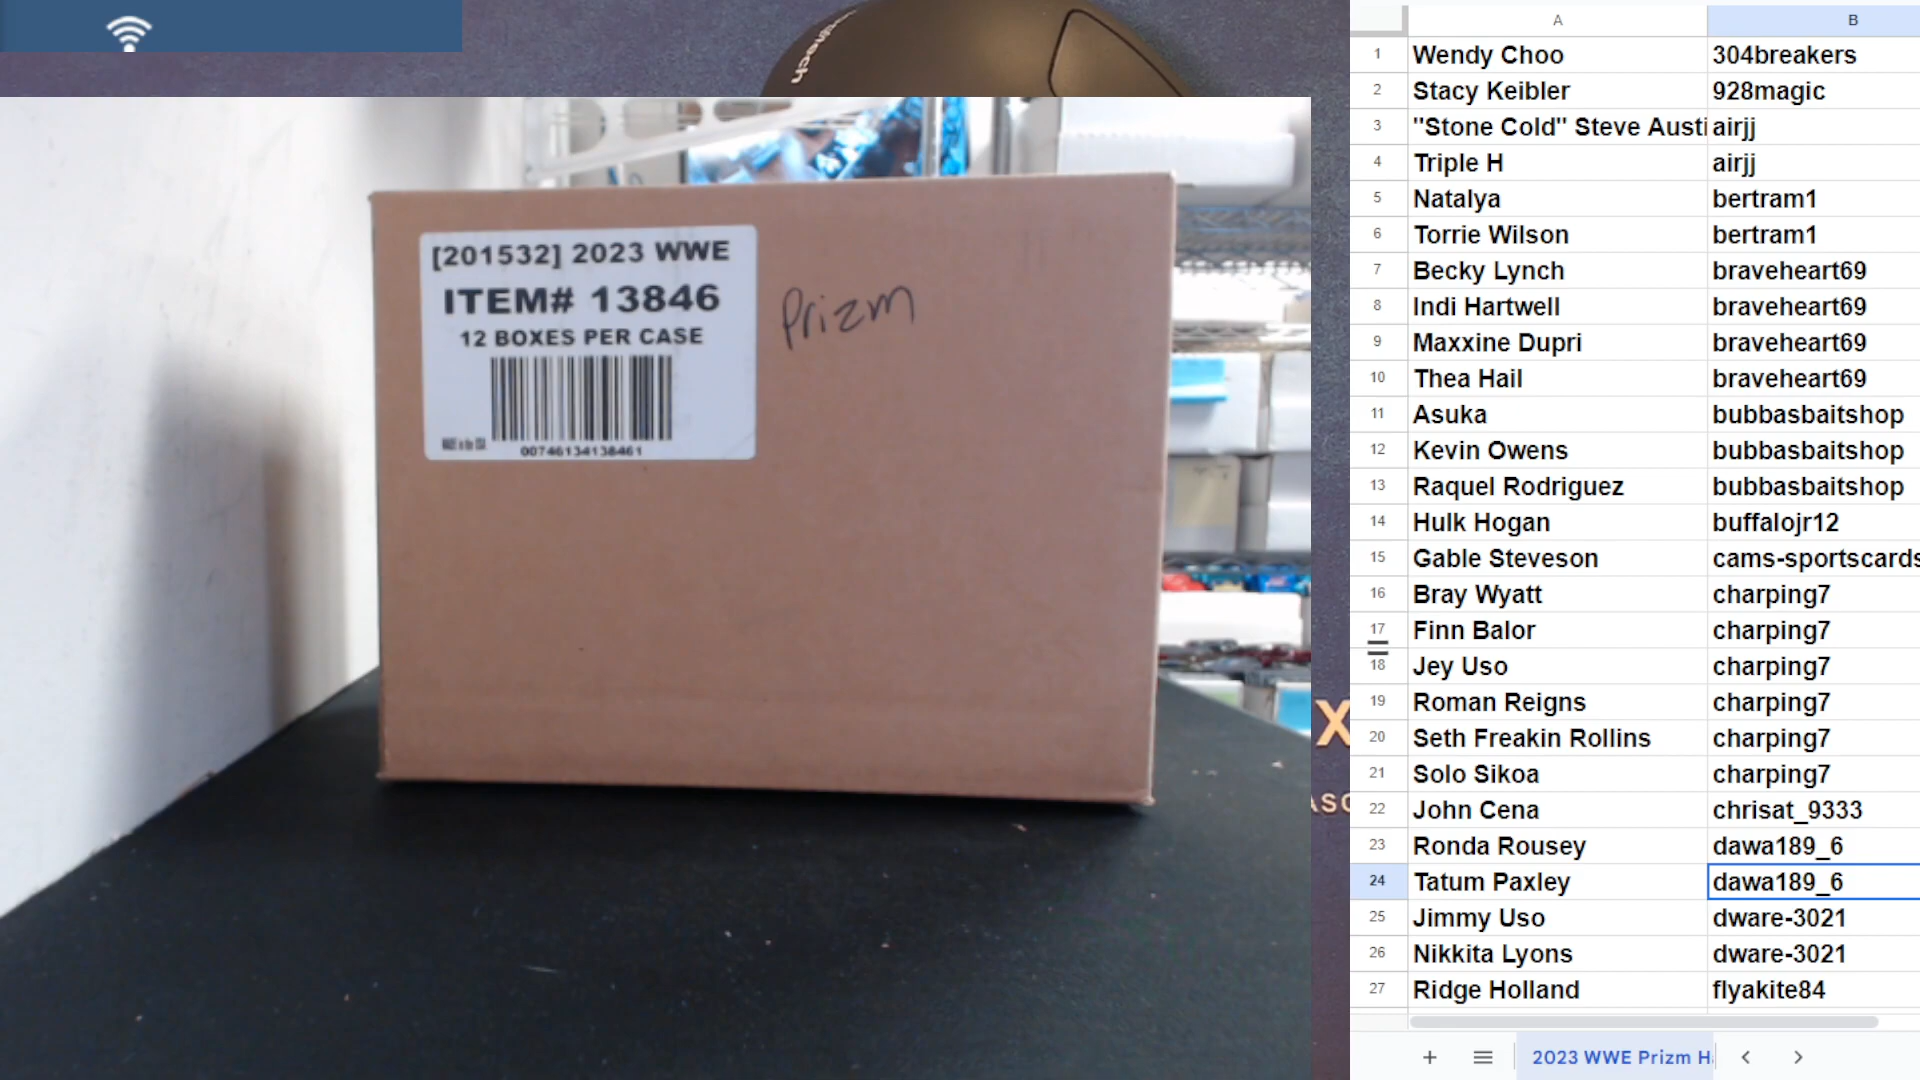 [201532] 2023 WWE
ITEM# 13846
12 BOXES PER CASE
00746134138461
Prizm
A B
1 Wendy Choo 304breakers
2 Stacy Keibler 928magic
3 "Stone Cold" Steve Austi airjj
4 Triple H airjj
5 Natalya bertram1
6 Torrie Wilson bertram1
7 Becky Lynch braveheart69
8 Indi Hartwell braveheart69
9 Maxxine Dupri braveheart69
10 Thea Hail braveheart69
11 Asuka bubbasbaitshop
12 Kevin Owens bubbasbaitshop
13 Raquel Rodriguez bubbasbaitshop
14 Hulk Hogan buffalojr12
15 Gable Steveson cams-sportscards
16 Bray Wyatt charping7
17 Finn Balor charping7
18 Jey Uso charping7
19 Roman Reigns charping7
20 Seth Freakin Rollins charping7
21 Solo Sikoa charping7
22 John Cena chrisat_9333
23 Ronda Rousey dawa189_6
24 Tatum Paxley dawa189_6
25 Jimmy Uso dware-3021
26 Nikkita Lyons dware-3021
27 Ridge Holland flyakite84
2023 WWE Prizm H